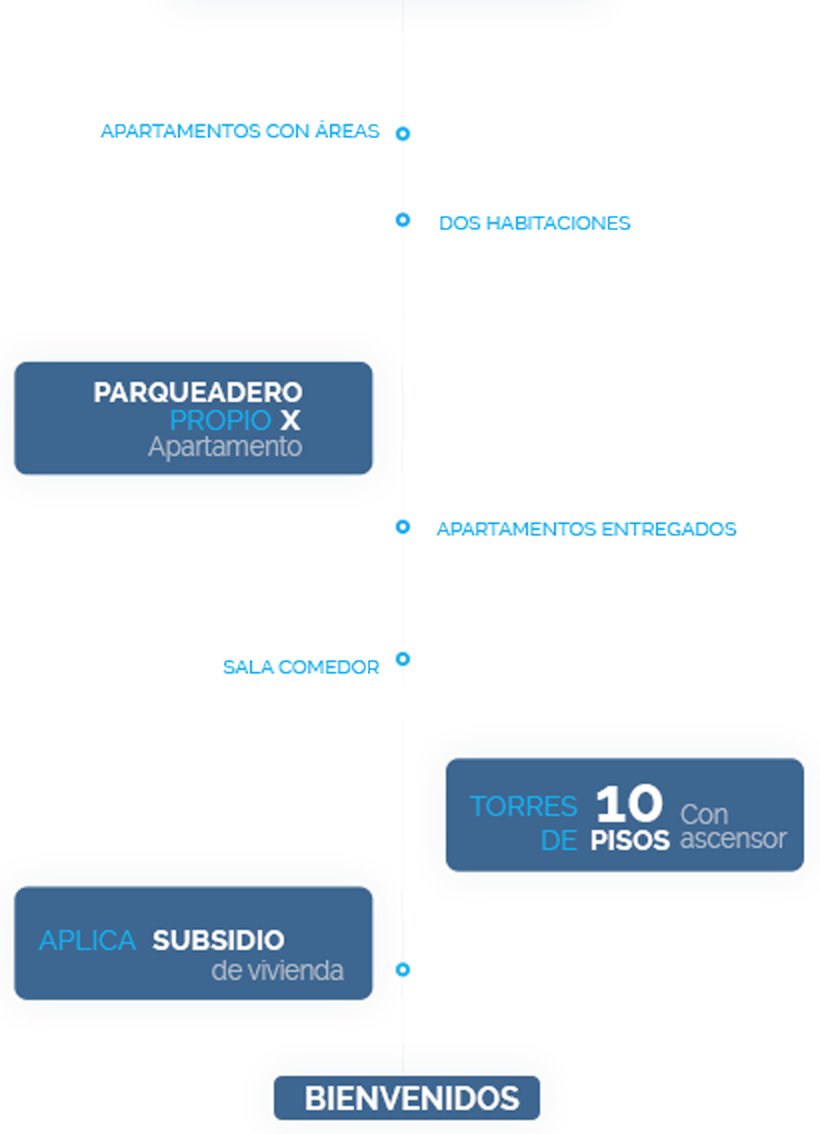 APARTAMENTOS CON ÁREAS
DOS HABITACIONES
PARQUEADERO
PROPIO X
Apartamento
APARTAMENTOS ENTREGADOS
SALA COMEDOR
TORRES 10 Con
DE PISOS ascensor
APLICA SUBSIDIO
de vivienda
BIENVENIDOS